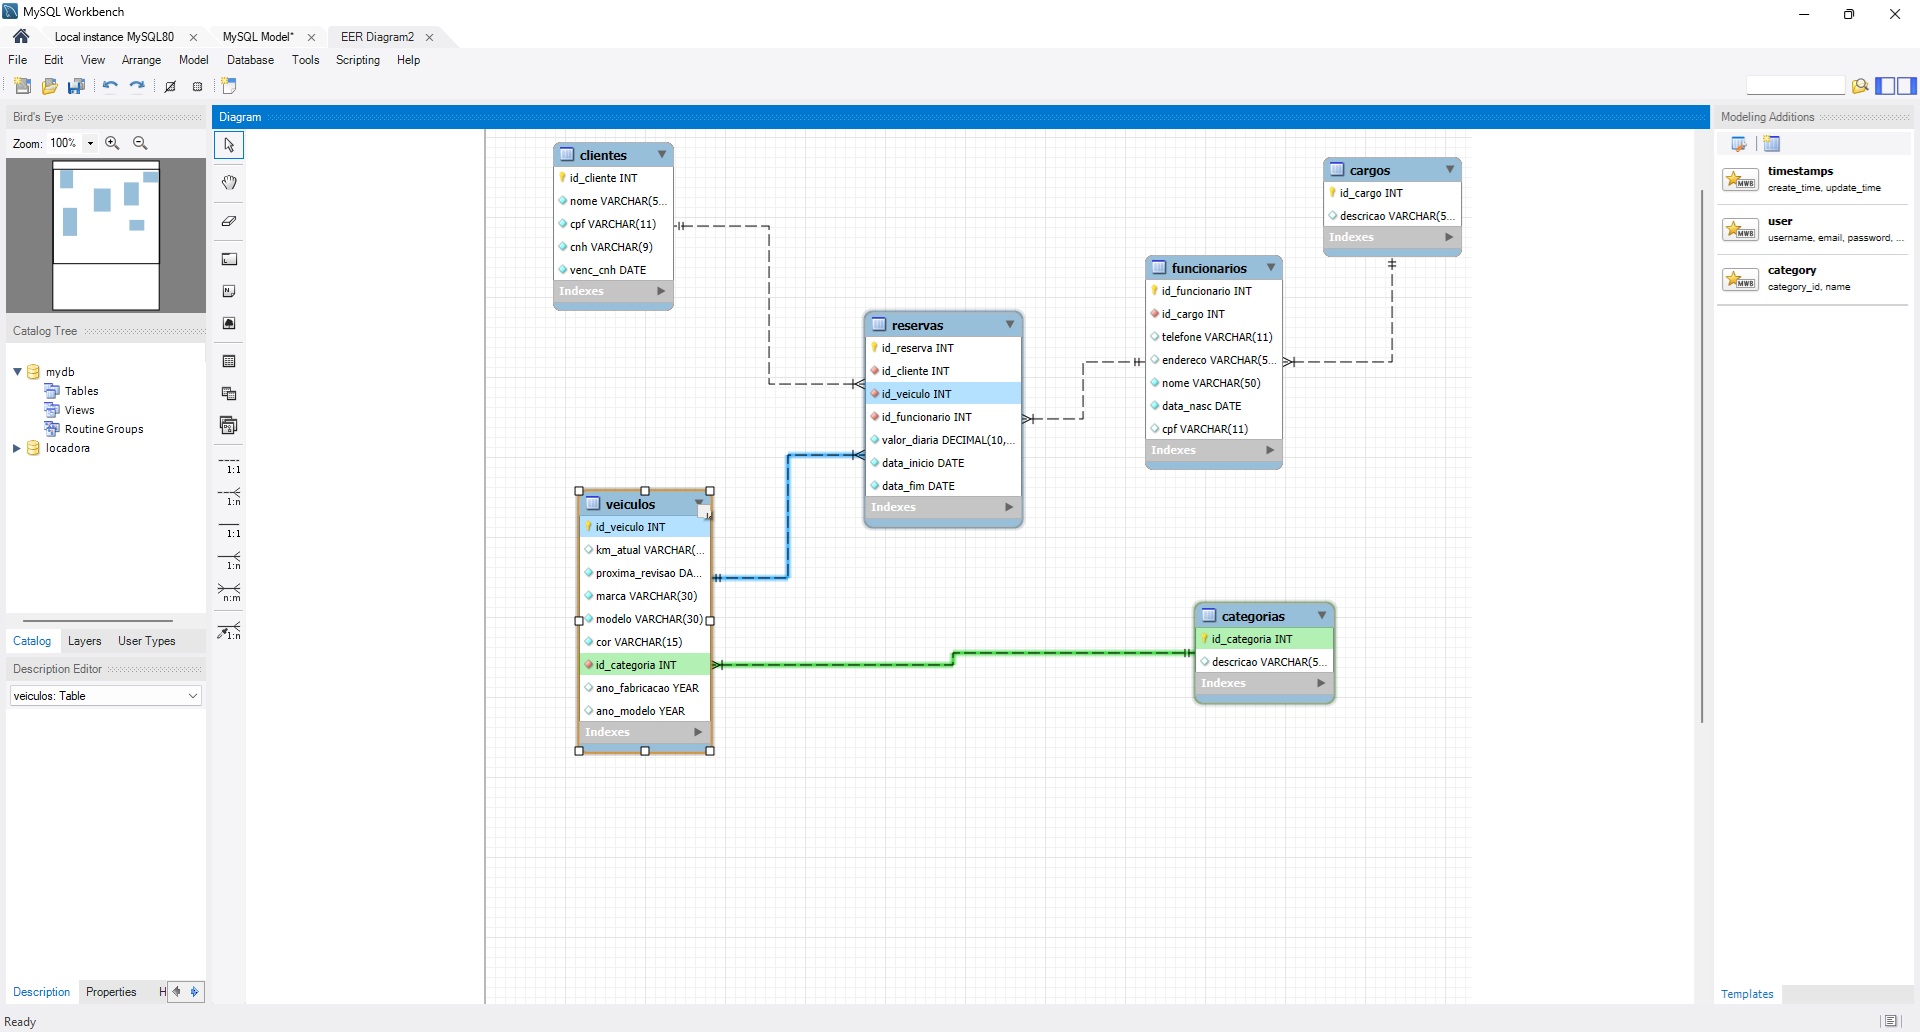 MySQL Workbench
Local instance MySQL80
MySQL Model*
EER Diagram2
File Edit View Arrange Model Database Tools Scripting Help
Bird's Eye
Zoom: 100%
Catalog Tree
mydb
Tables
Views
Routine Groups
locadora
Catalog Layers User Types
Description Editor
veiculos: Table
Description Properties H
Ready
Diagram
1:1
1:n
1:1
1:n
n:m
1:n
clientes
id_cliente INT
nome VARCHAR(5...
cpf VARCHAR(11)
cnh VARCHAR(9)
venc_cnh DATE
Indexes
veiculos
id_veiculo INT
km_atual VARCHAR(...
proxima_revisao DA...
marca VARCHAR(30)
modelo VARCHAR(30)
cor VARCHAR(15)
id_categoria INT
ano_fabricacao YEAR
ano_modelo YEAR
Indexes
reservas
id_reserva INT
id_cliente INT
id_veiculo INT
id_funcionario INT
valor_diaria DECIMAL(10,...
data_inicio DATE
data_fim DATE
Indexes
funcionarios
id_funcionario INT
id_cargo INT
telefone VARCHAR(11)
endereco VARCHAR(5...
nome VARCHAR(50)
data_nasc DATE
cpf VARCHAR(11)
Indexes
cargos
id_cargo INT
descricao VARCHAR(5...
Indexes
categorias
id_categoria INT
descricao VARCHAR(5...
Indexes
Modeling Additions
MWB
timestamps
create_time, update_time
MWB
user
username, email, password, ...
MWB
category
category_id, name
Templates